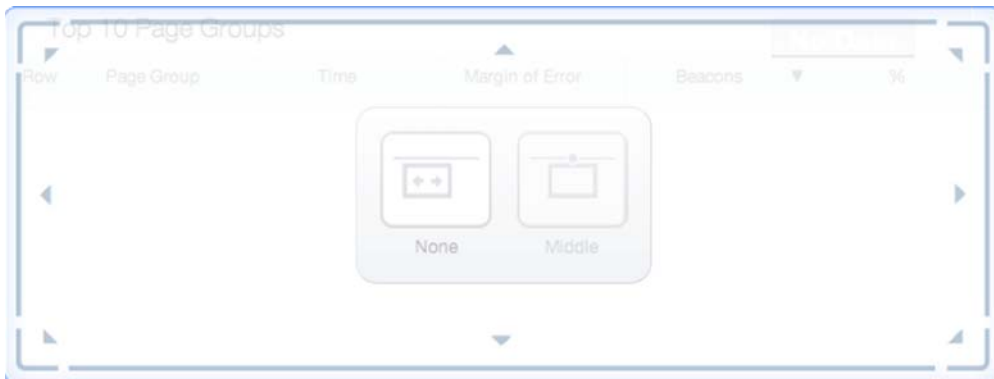 Top 10 Page Groups
Row Page Group Time Margin of Error Beacons ▼ %
None Middle